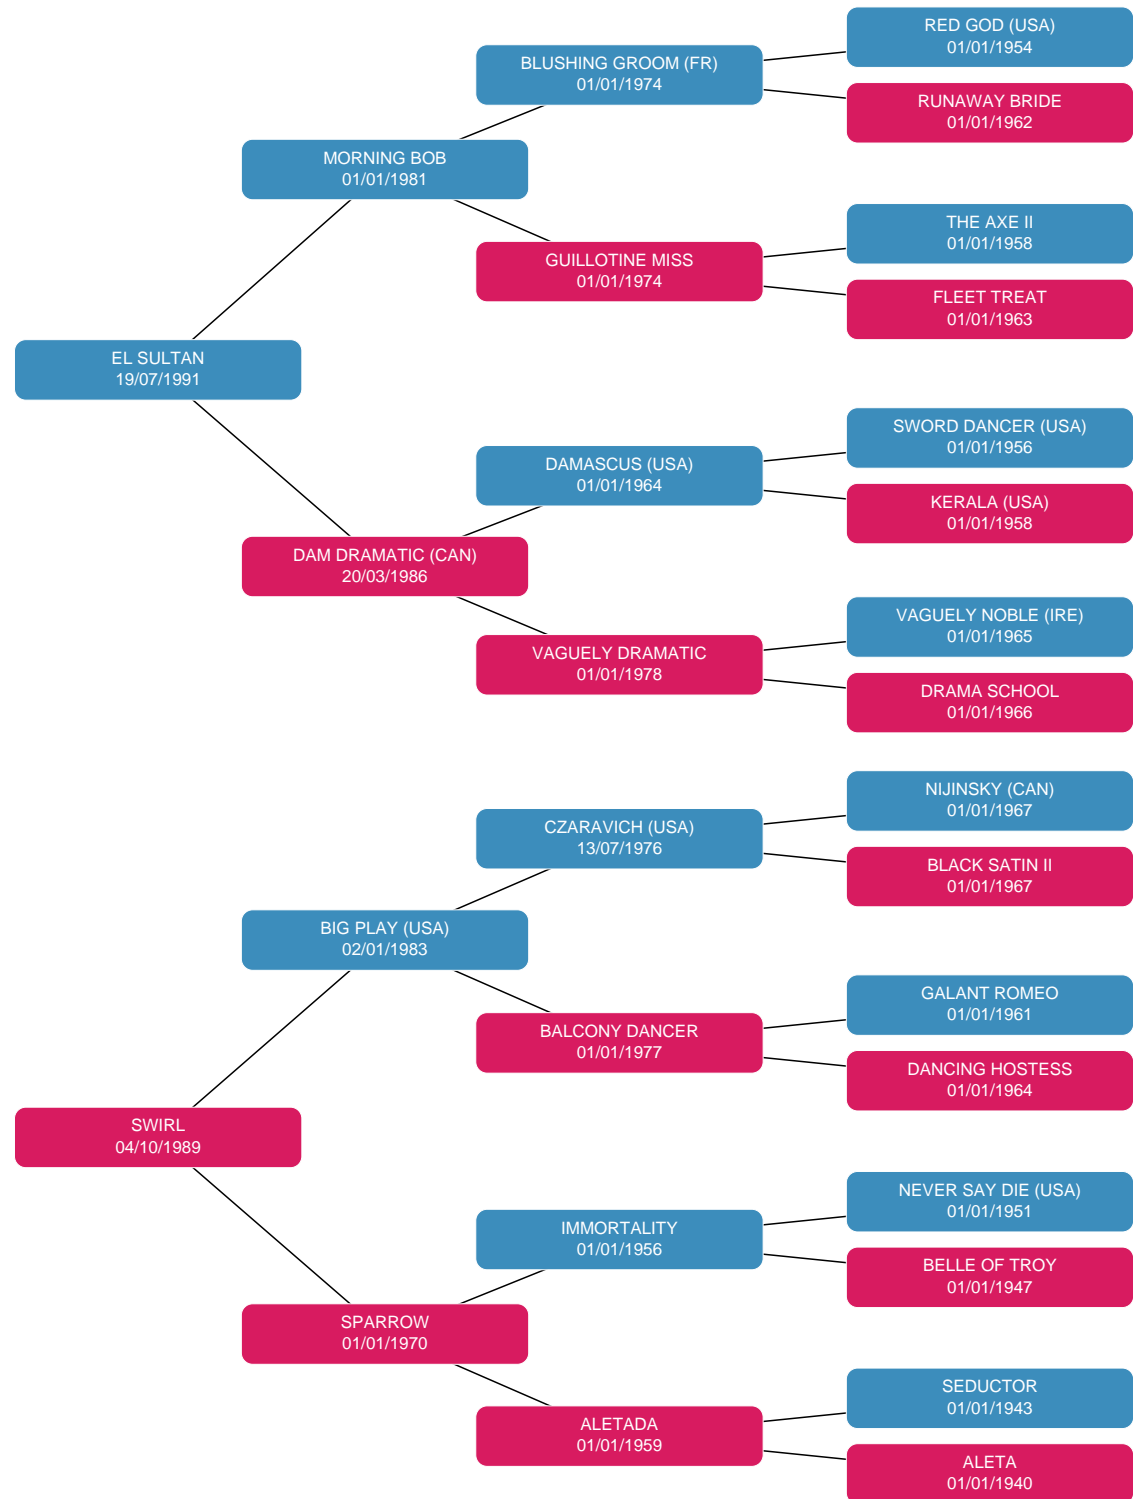 RED GOD (USA)
01/01/1954
BLUSHING GROOM (FR)
01/01/1974
RUNAWAY BRIDE
01/01/1962
MORNING BOB
01/01/1981
THE AXE II
01/01/1958
GUILLOTINE MISS
01/01/1974
FLEET TREAT
01/01/1963
EL SULTAN
19/07/1991
SWORD DANCER (USA)
01/01/1956
DAMASCUS (USA)
01/01/1964
KERALA (USA)
01/01/1958
DAM DRAMATIC (CAN)
20/03/1986
VAGUELY NOBLE (IRE)
01/01/1965
VAGUELY DRAMATIC
01/01/1978
DRAMA SCHOOL
01/01/1966
NIJINSKY (CAN)
01/01/1967
CZARAVICH (USA)
13/07/1976
BLACK SATIN II
01/01/1967
BIG PLAY (USA)
02/01/1983
GALANT ROMEO
01/01/1961
BALCONY DANCER
01/01/1977
DANCING HOSTESS
01/01/1964
SWIRL
04/10/1989
NEVER SAY DIE (USA)
01/01/1951
IMMORTALITY
01/01/1956
BELLE OF TROY
01/01/1947
SPARROW
01/01/1970
SEDUCTOR
01/01/1943
ALETADA
01/01/1959
ALETA
01/01/1940